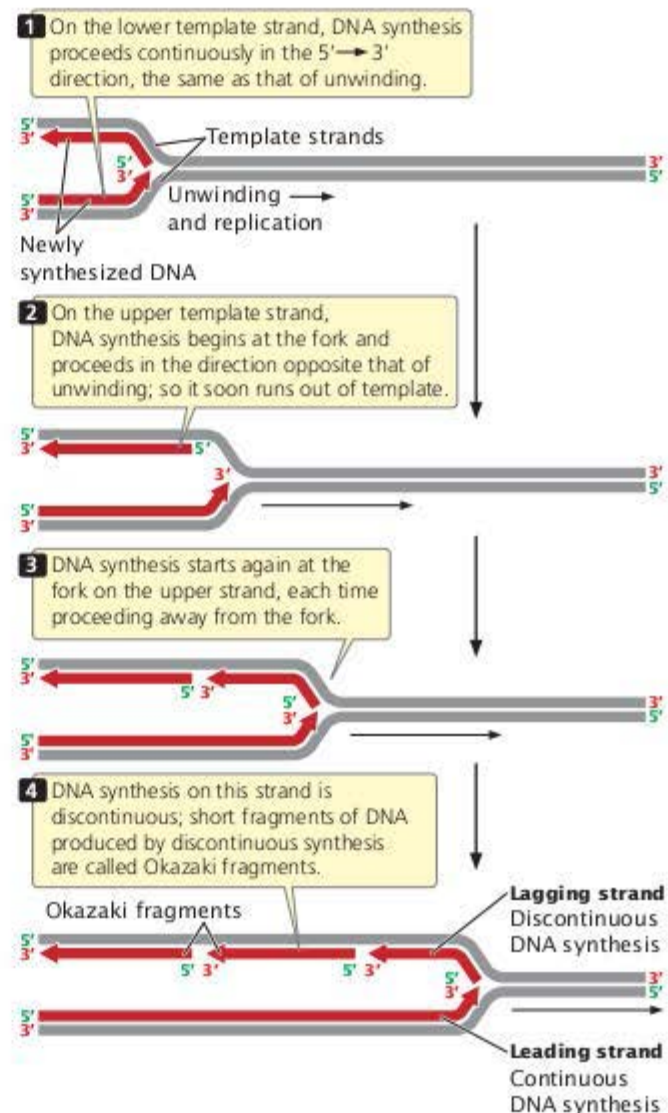 1 On the lower template strand, DNA synthesis
proceeds continuously in the 5′→ 3′
direction, the same as that of unwinding.
5′
3′
Template strands
5′
3′
3′
5′
5′
3′
Unwinding →
and replication
Newly
synthesized DNA
2 On the upper template strand,
DNA synthesis begins at the fork and
proceeds in the direction opposite that of
unwinding; so it soon runs out of template.
5′
3′
5′
3′
3′
5′
5′
3′
3 DNA synthesis starts again at the
fork on the upper strand, each time
proceeding away from the fork.
5′
3′
5′ 3′
5′
3′
3′
5′
5′
3′
4 DNA synthesis on this strand is
discontinuous; short fragments of DNA
produced by discontinuous synthesis
are called Okazaki fragments.
Okazaki fragments
Lagging strand
Discontinuous
DNA synthesis
5′
3′
5′ 3′
5′ 3′
5′
3′
3′
5′
5′
3′
Leading strand
Continuous
DNA synthesis